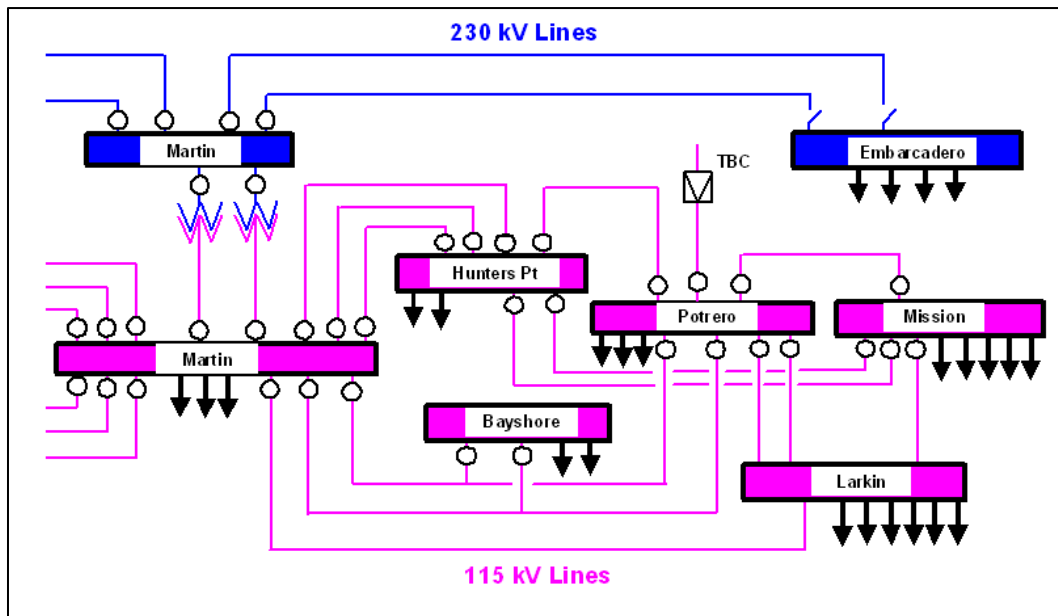 230 kV Lines
Martin
Embarcadero
TBC
Hunters Pt
Potrero
Mission
Martin
Bayshore
Larkin
115 kV Lines